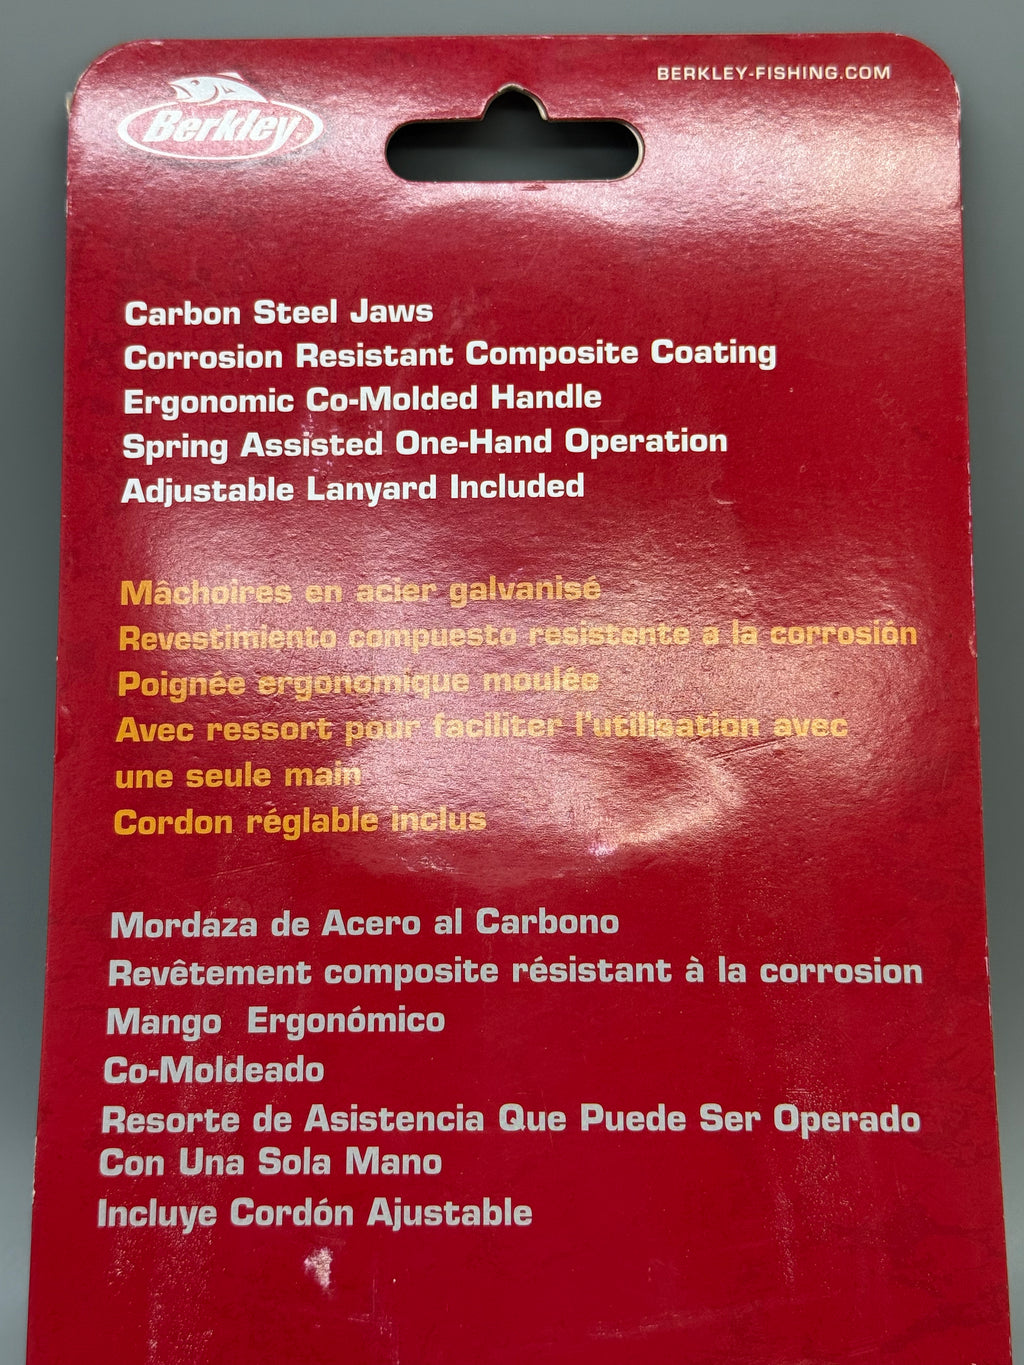 BERKLEY-FISHING.COM
Berkley
Carbon Steel Jaws
Corrosion Resistant Composite Coating
Ergonomic Co-Molded Handle
Spring Assisted One-Hand Operation
Adjustable Lanyard Included
Mâchoires en acier galvanisé
Revestimiento compuesto resistente a la corrosión
Poignée ergonomique moulée
Avec ressort pour faciliter l'utilisation avec
une seule main
Cordon réglable inclus
Mordaza de Acero al Carbono
Revêtement composite résistant à la corrosion
Mango Ergonómico
Co-Moldeado
Resorte de Asistencia Que Puede Ser Operado
Con Una Sola Mano
Incluye Cordón Ajustable